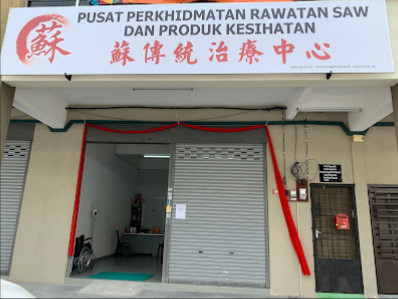 蘇
PUSAT PERKHIDMATAN RAWATAN SAW
DAN PRODUK KESIHATAN
蘇傳統治療中心